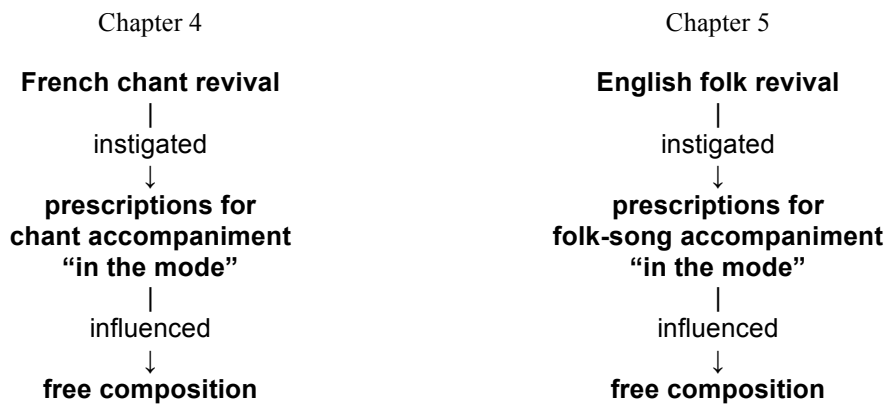 Chapter 4
French chant revival
|
instigated
↓
prescriptions for
chant accompaniment
“in the mode”
|
influenced
↓
free composition
Chapter 5
English folk revival
|
instigated
↓
prescriptions for
folk-song accompaniment
“in the mode”
|
influenced
↓
free composition